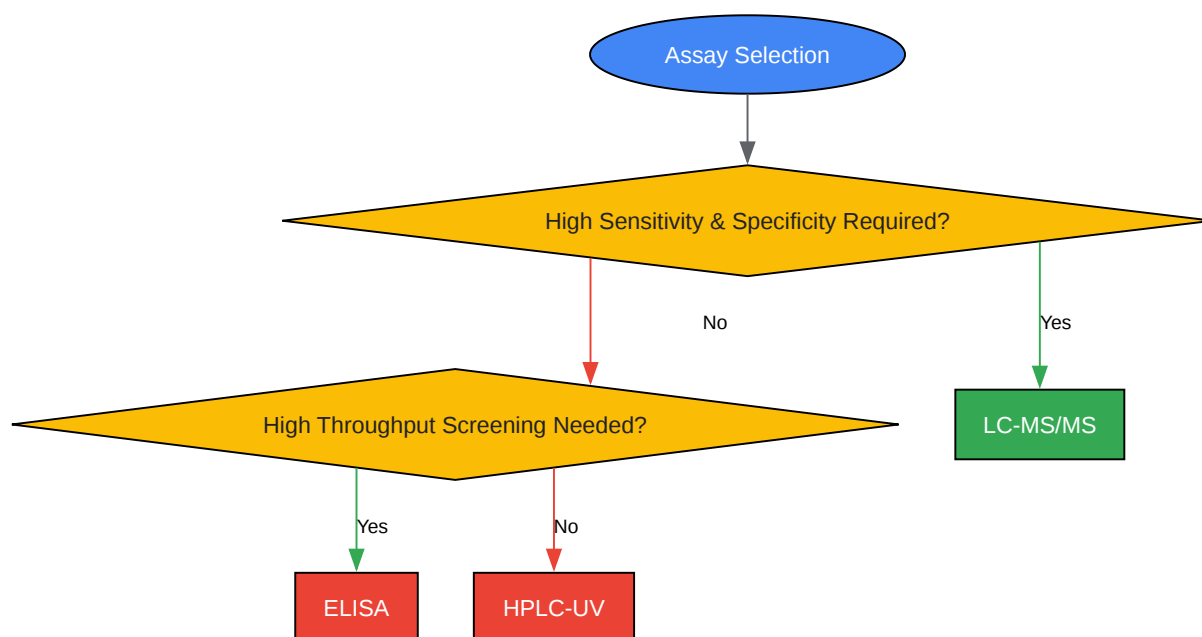 Assay Selection
High Sensitivity & Specificity Required?
No
Yes
High Throughput Screening Needed?
LC-MS/MS
Yes
No
ELISA
HPLC-UV